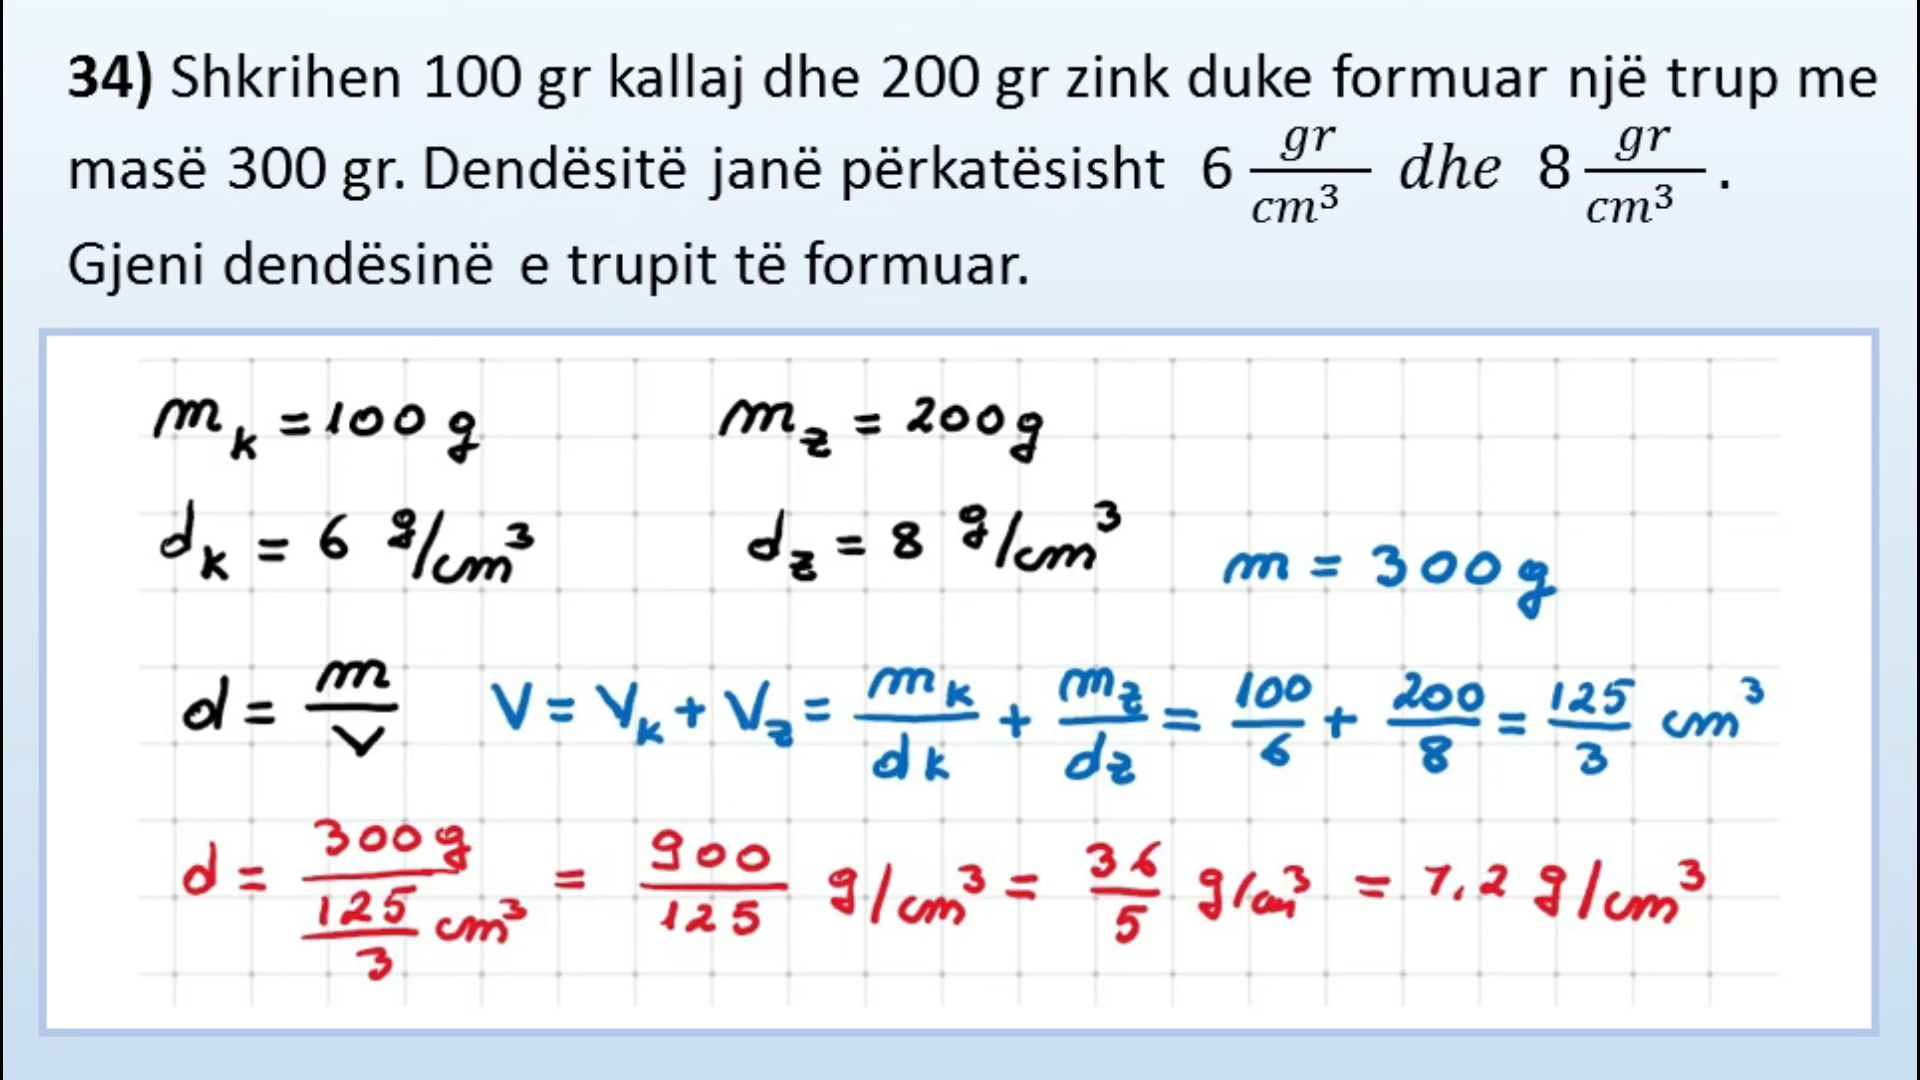 34) Shkrihen 100 gr kallaj dhe 200 gr zink duke formuar një trup me
masë 300 gr. Dendësitë janë përkatësisht 6 gr/cm³ dhe 8 gr/cm³.
Gjeni dendësinë e trupit të formuar.
m_k = 100 g m_z = 200 g
d_k = 6 g/cm³ d_z = 8 g/cm³ m = 300 g
d = m/V V = V_k + V_z = m_k/d_k + m_z/d_z = 100/6 + 200/8 = 125/3 cm³
d = 300 g / (125/3 cm³) = 900/125 g/cm³ = 36/5 g/cm³ = 7.2 g/cm³